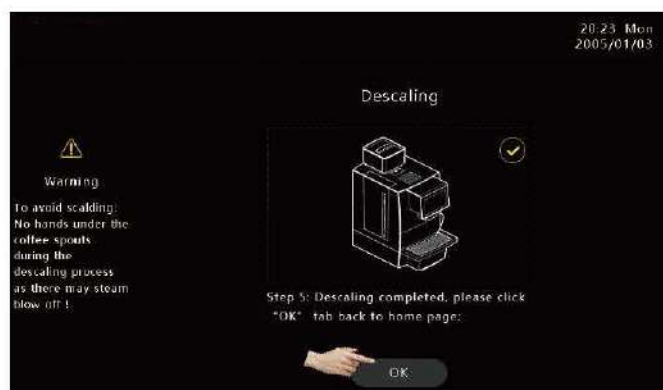 20:23 Mon
2005/01/03
Descaling
Warning
To avoid scalding:
No hands under the
coffee spouts
during the
descaling process
as there may steam
blow off !
Step 5: Descaling completed, please click
"OK" tab back to home page;
OK